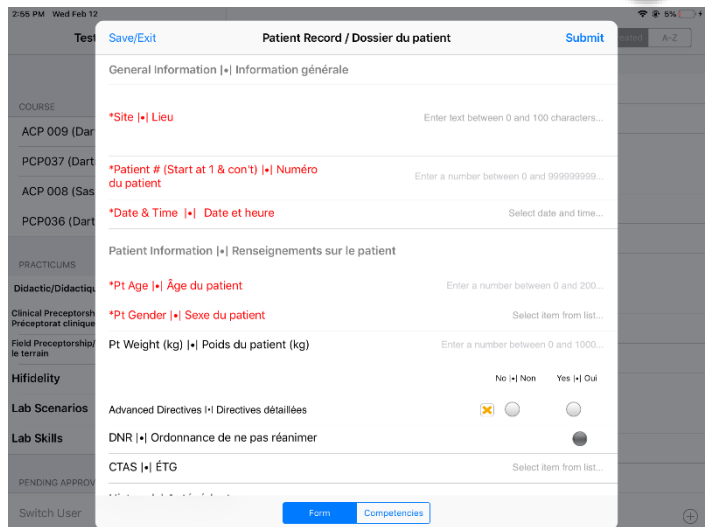 2:55 PM Wed Feb 12
5%
Test
Save/Exit
Patient Record / Dossier du patient
Submit
A-Z
General Information |•| Information générale
COURSE
*Site |•| Lieu
Enter text between 0 and 100 characters...
ACP 009 (Dar
PCP037 (Dart
*Patient # (Start at 1 & con't) |•| Numéro
du patient
Enter a number between 0 and 999999999...
ACP 008 (Sas
*Date & Time |•| Date et heure
Select date and time...
PCP036 (Dart
Patient Information |•| Renseignements sur le patient
PRACTICUMS
Didactic/Didactiqu
*Pt Age |•| Âge du patient
Enter a number between 0 and 200...
Clinical Preceptorsh
Préceptorat clinique
*Pt Gender |•| Sexe du patient
Select item from list...
Field Preceptorship/
le terrain
Pt Weight (kg) |•| Poids du patient (kg)
Enter a number between 0 and 1000...
Hifidelity
No |•| Non
Yes |•| Oui
Lab Scenarios
Advanced Directives |•| Directives détaillées
Lab Skills
DNR |•| Ordonnance de ne pas réanimer
CTAS |•| ÉTG
Select item from list...
PENDING APPROV
Switch User
Form
Competencies